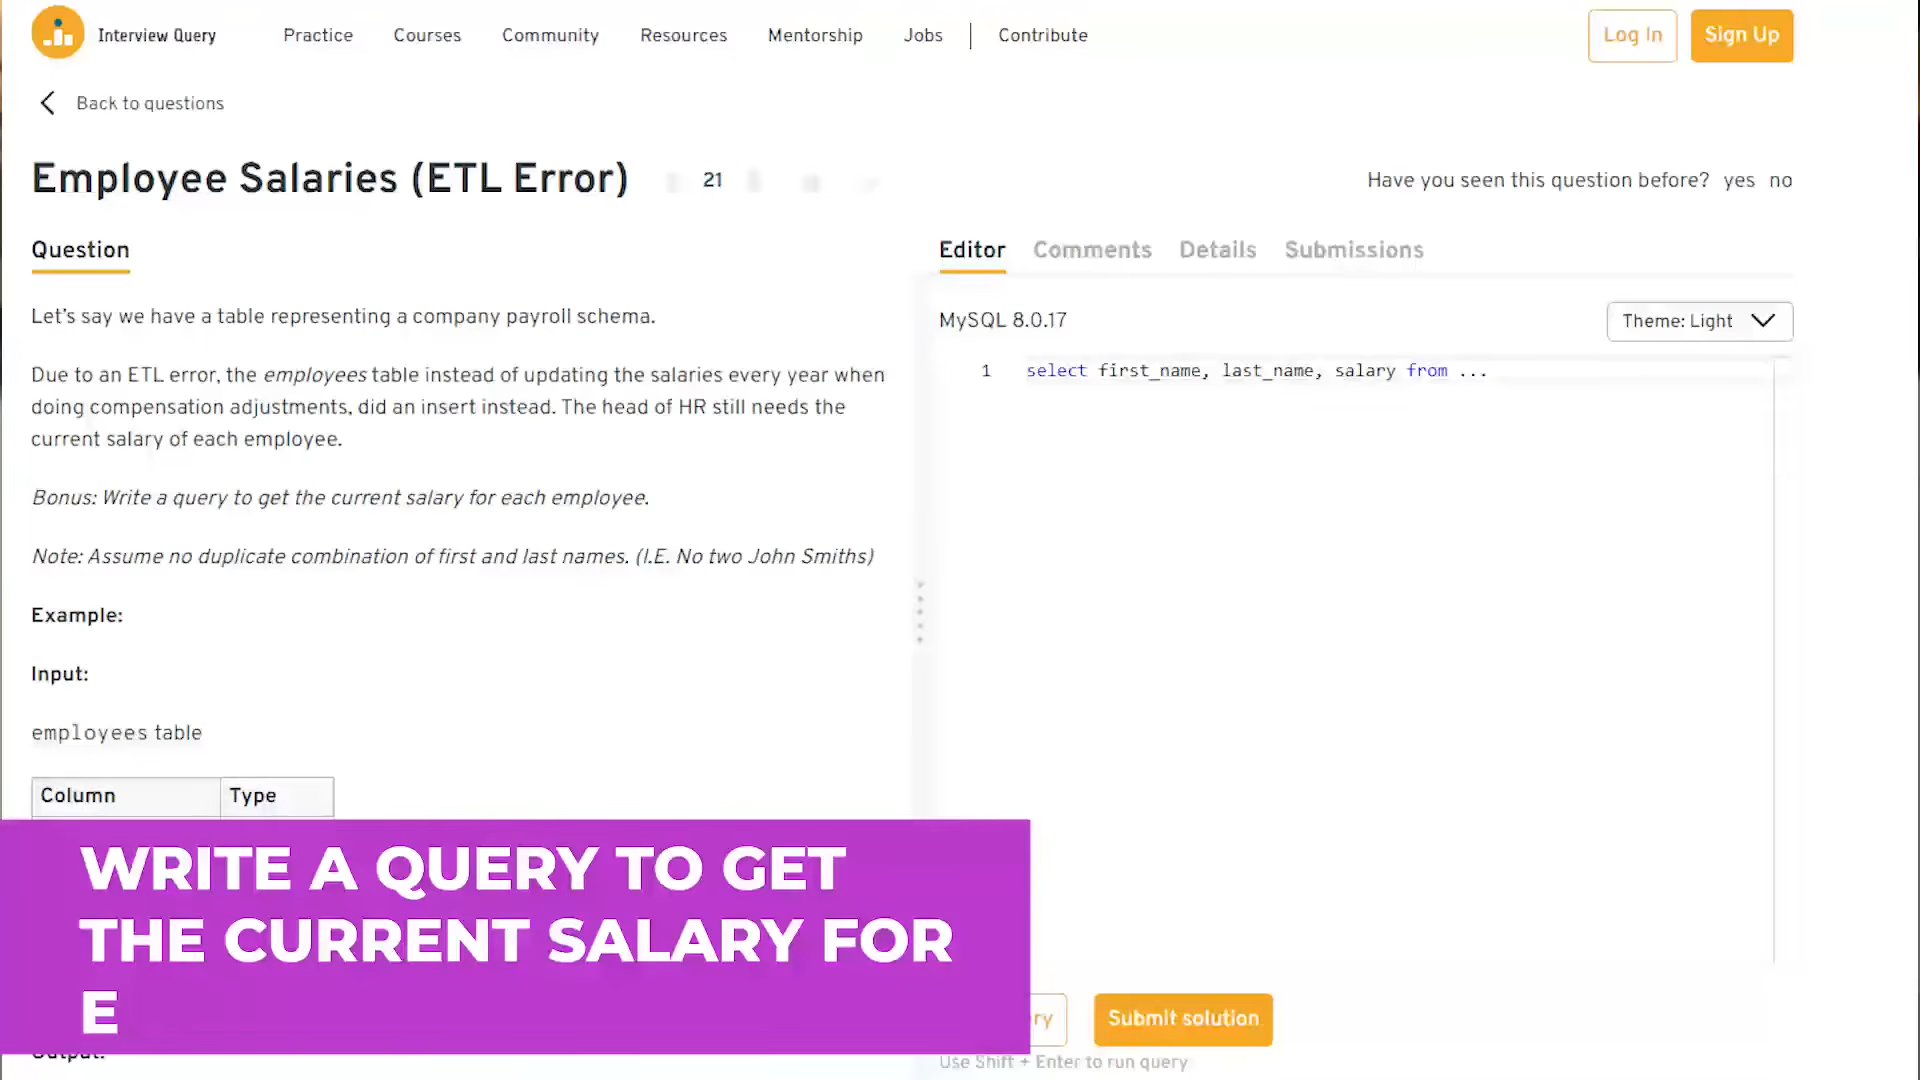 Interview Query
Practice
Courses
Community
Resources
Mentorship
Jobs
Contribute
Log In
Sign Up
Back to questions
Employee Salaries (ETL Error)
21
Have you seen this question before? yes no
Question
Let's say we have a table representing a company payroll schema.
Due to an ETL error, the employees table instead of updating the salaries every year when
doing compensation adjustments, did an insert instead. The head of HR still needs the
current salary of each employee.
Bonus: Write a query to get the current salary for each employee.
Note: Assume no duplicate combination of first and last names. (I.E. No two John Smiths)
Example:
Input:
employees table
Column Type
Editor
Comments
Details
Submissions
MySQL 8.0.17
Theme: Light
1 select first_name, last_name, salary from ...
WRITE A QUERY TO GET
THE CURRENT SALARY FOR
E
Output:
ry
Submit solution
Use Shift + Enter to run query